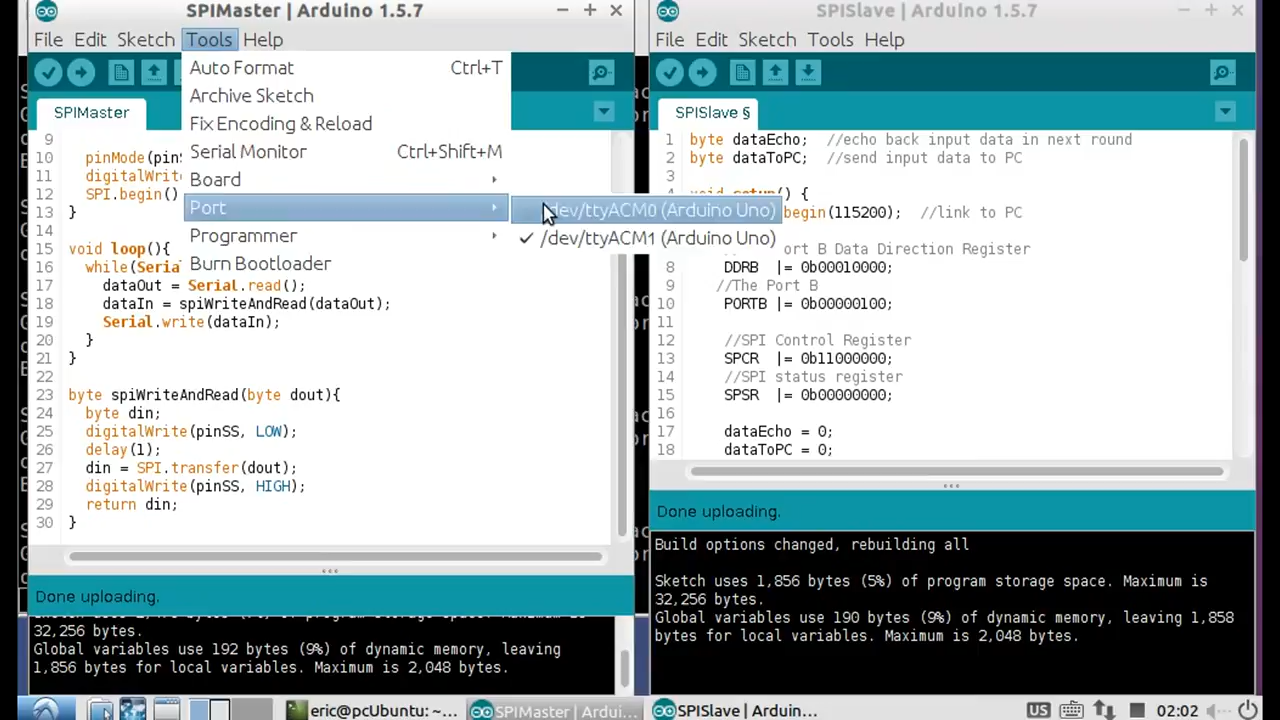 SPIMaster | Arduino 1.5.7
File Edit Sketch Tools Help
SPIMaster
Auto Format Ctrl+T
Archive Sketch
Fix Encoding & Reload
Serial Monitor Ctrl+Shift+M
Board
Port
Programmer
Burn Bootloader
/dev/ttyACM0 (Arduino Uno)
/dev/ttyACM1 (Arduino Uno)
9
10 pinMode(pinS
11 digitalWrite
12 SPI.begin()
13 }
14
15 void loop(){
16 while(Seria
17 dataOut = Serial.read();
18 dataIn = spiWriteAndRead(dataOut);
19 Serial.write(dataIn);
20 }
21 }
22
23 byte spiWriteAndRead(byte dout){
24 byte din;
25 digitalWrite(pinSS, LOW);
26 delay(1);
27 din = SPI.transfer(dout);
28 digitalWrite(pinSS, HIGH);
29 return din;
30 }
Done uploading.
32,256 bytes.
Global variables use 192 bytes (9%) of dynamic memory, leaving
1,856 bytes for local variables. Maximum is 2,048 bytes.
SPISlave | Arduino 1.5.7
File Edit Sketch Tools Help
SPISlave §
1 byte dataEcho; //echo back input data in next round
2 byte dataToPC; //send input data to PC
3
4 void setup() {
begin(115200); //link to PC
ort B Data Direction Register
8 DDRB |= 0b00010000;
9 //The Port B
10 PORTB |= 0b00000100;
11
12 //SPI Control Register
13 SPCR |= 0b11000000;
14 //SPI status register
15 SPSR |= 0b00000000;
16
17 dataEcho = 0;
18 dataToPC = 0;
Done uploading.
Build options changed, rebuilding all
Sketch uses 1,856 bytes (5%) of program storage space. Maximum is
32,256 bytes.
Global variables use 190 bytes (9%) of dynamic memory, leaving 1,858
bytes for local variables. Maximum is 2,048 bytes.
eric@pcUbuntu: ~... SPIMaster | Ardui... SPISlave | Arduin... US 02:02